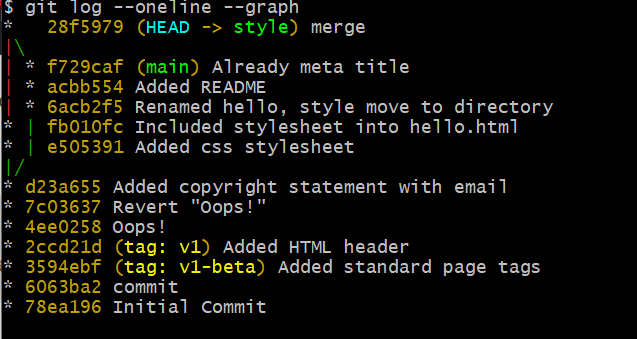 $ git log --oneline --graph
*   28f5979 (HEAD -> style) merge
|\
| * f729caf (main) Already meta title
| * acbb554 Added README
| * 6acb2f5 Renamed hello, style move to directory
* | fb010fc Included stylesheet into hello.html
* | e505391 Added css stylesheet
|/
* d23a655 Added copyright statement with email
* 7c03637 Revert "Oops!"
* 4ee0258 Oops!
* 2ccd21d (tag: v1) Added HTML header
* 3594ebf (tag: v1-beta) Added standard page tags
* 6063ba2 commit
* 78ea196 Initial Commit